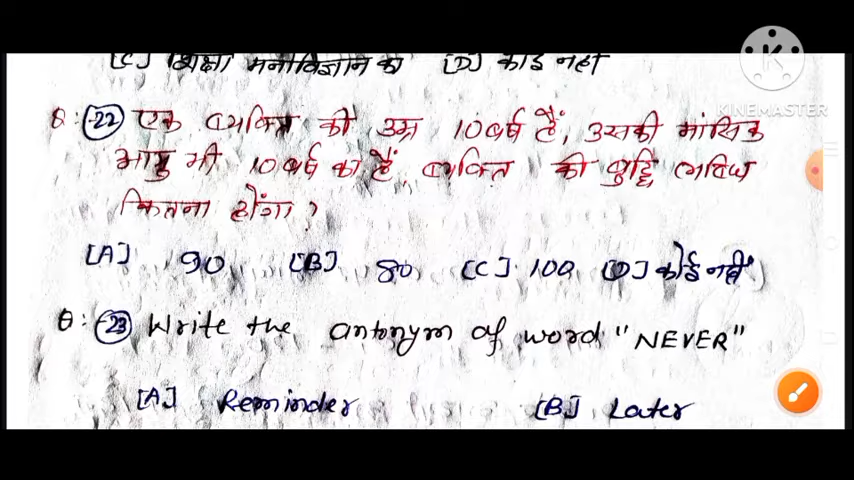 [C] शिक्षा मनोविज्ञान का [D] कोई नहीं
KINEMASTER
Q:-22 एक व्यक्ति की उम्र 10 वर्ष हैं, उसकी मांसिक
आयु भी 10 वर्ष का हैं, व्यक्ति की बुद्धि लब्धि
कितना होंगा?
[A] 90 [B] 80 [C] 100 [D] कोई नहीं
Q:-23 Write the antonym of word "NEVER"
[A] Reminder [B] Later